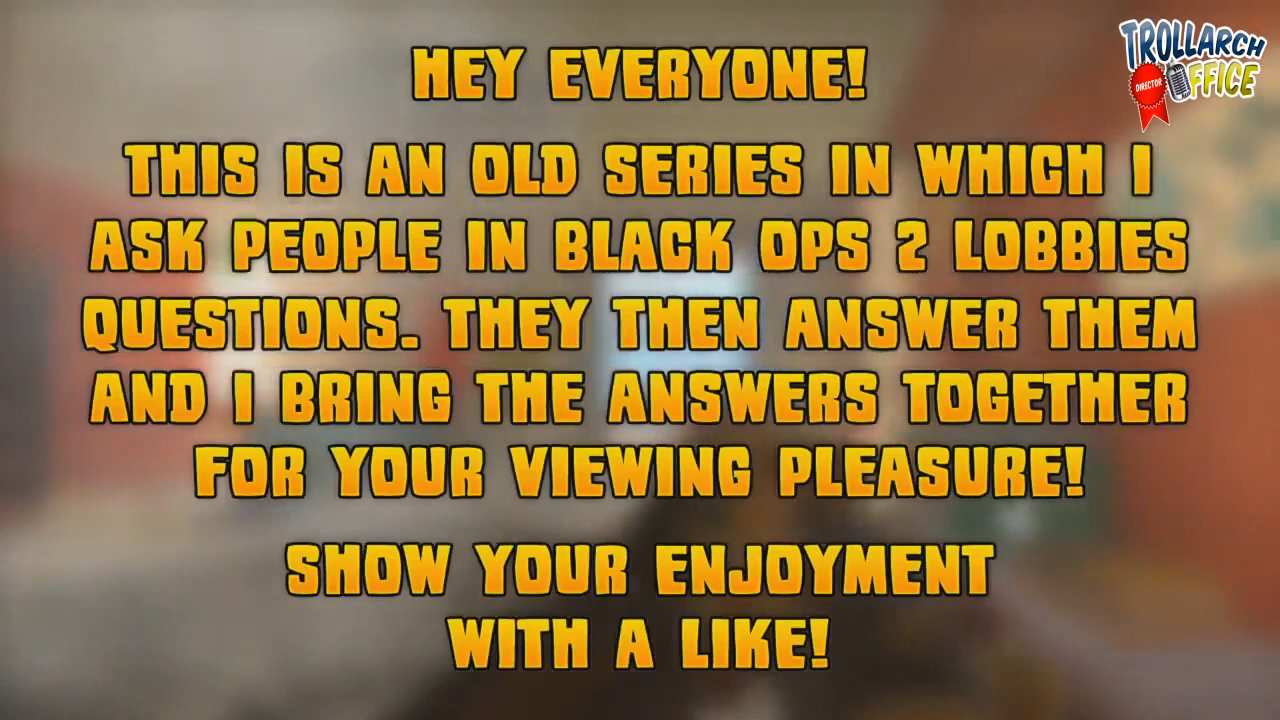 TROLLARCH
OFFICE
DIRECTOR
HEY EVERYONE!
THIS IS AN OLD SERIES IN WHICH I
ASK PEOPLE IN BLACK OPS 2 LOBBIES
QUESTIONS. THEY THEN ANSWER THEM
AND I BRING THE ANSWERS TOGETHER
FOR YOUR VIEWING PLEASURE!
SHOW YOUR ENJOYMENT
WITH A LIKE!